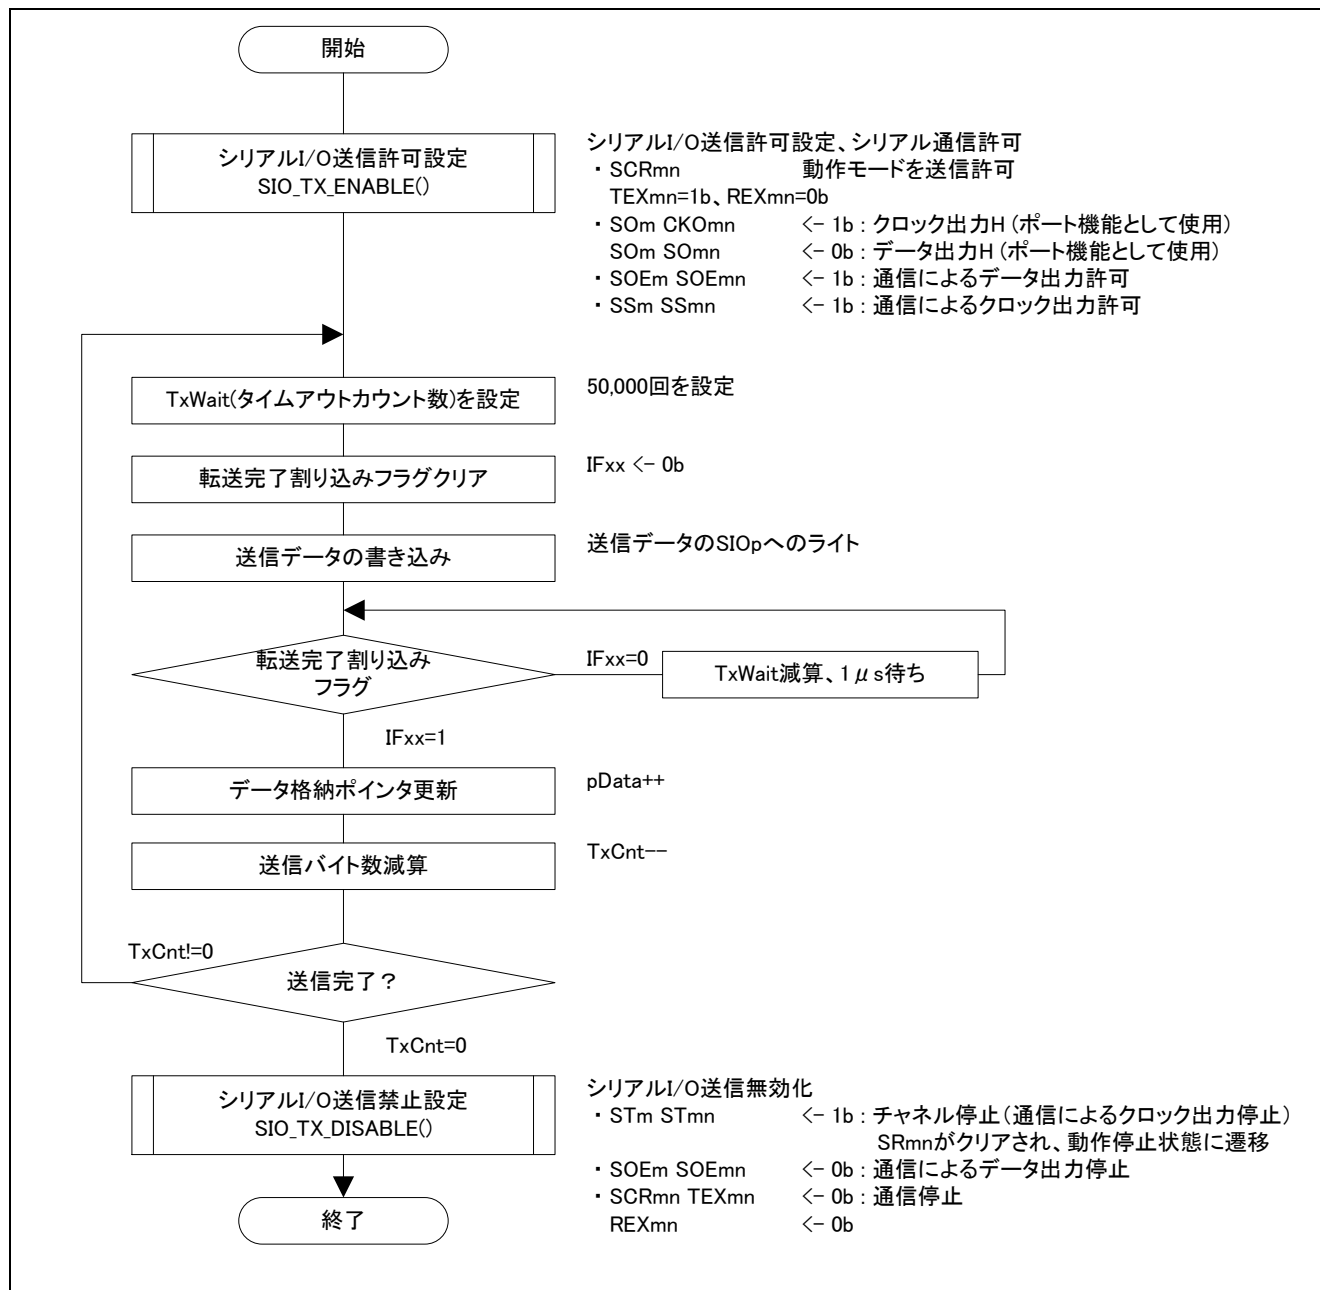 開始
シリアルI/O送信許可設定
SIO_TX_ENABLE()
シリアルI/O送信許可設定、シリアル通信許可
・SCRmn 動作モードを送信許可
TEXmn=1b、REXmn=0b
・SOm CKOmn <- 1b : クロック出力H (ポート機能として使用)
SOm SOmn <- 0b : データ出力H (ポート機能として使用)
・SOEm SOEmn <- 1b : 通信によるデータ出力許可
・SSm SSmn <- 1b : 通信によるクロック出力許可
TxWait(タイムアウトカウント数)を設定
50,000回を設定
転送完了割り込みフラグクリア
IFxx <- 0b
送信データの書き込み
送信データのSIOpへのライト
転送完了割り込み
フラグ
IFxx=0
TxWait減算、1μs待ち
IFxx=1
データ格納ポインタ更新
pData++
送信バイト数減算
TxCnt--
TxCnt!=0
送信完了？
TxCnt=0
シリアルI/O送信禁止設定
SIO_TX_DISABLE()
シリアルI/O送信無効化
・STm STmn <- 1b : チャネル停止（通信によるクロック出力停止）
SRmnがクリアされ、動作停止状態に遷移
・SOEm SOEmn <- 0b : 通信によるデータ出力停止
・SCRmn TEXmn <- 0b : 通信停止
REXmn <- 0b
終了